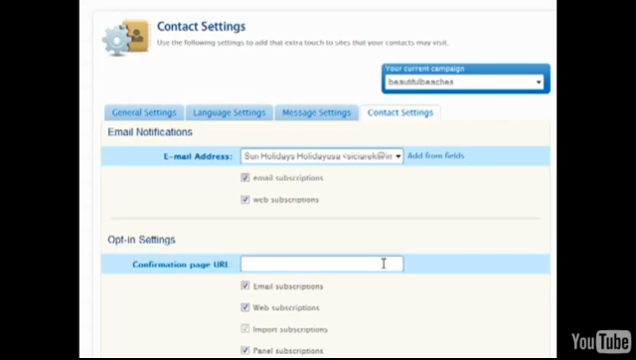 Contact Settings
Use the following settings to add that extra touch to sites that your contacts may visit.
Your current campaign
beautifulbeaches
General Settings
Language Settings
Message Settings
Contact Settings
Email Notifications
E-mail Address:
Sun Holidays Holidayusa
Add from fields
email subscriptions
web subscriptions
Opt-in Settings
Confirmation page URL:
Email subscriptions
Web subscriptions
Import subscriptions
Panel subscriptions
YouTube